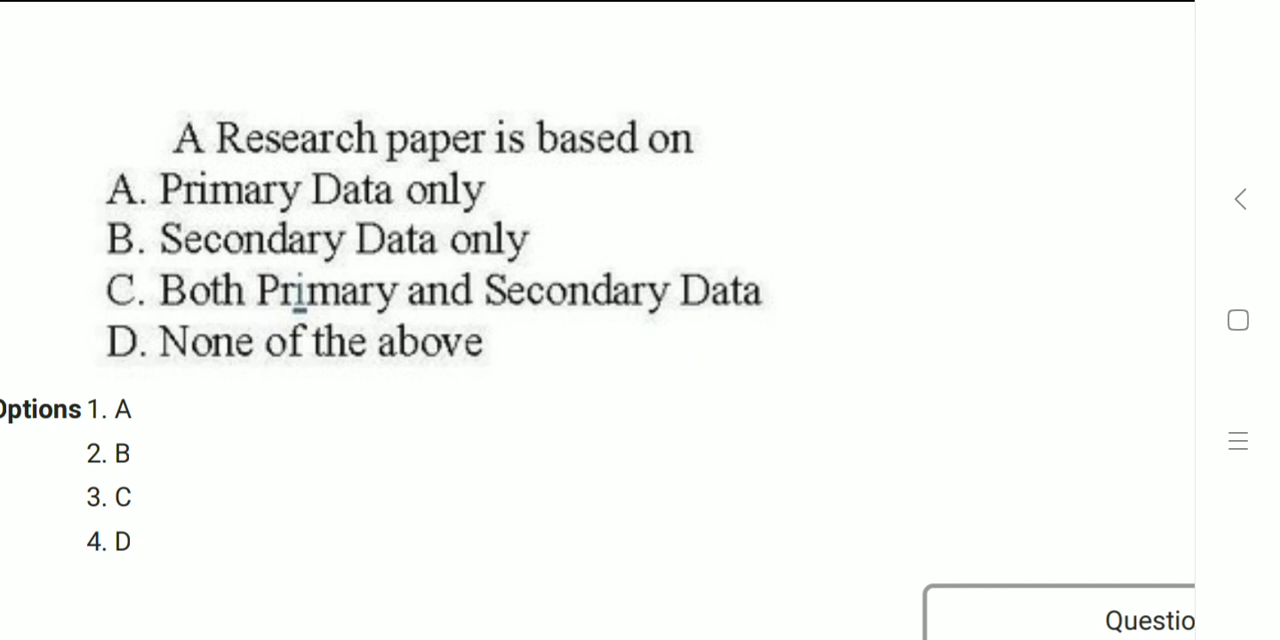 A Research paper is based on
A. Primary Data only
B. Secondary Data only
C. Both Primary and Secondary Data
D. None of the above
Options 1. A
2. B
3. C
4. D
Questio